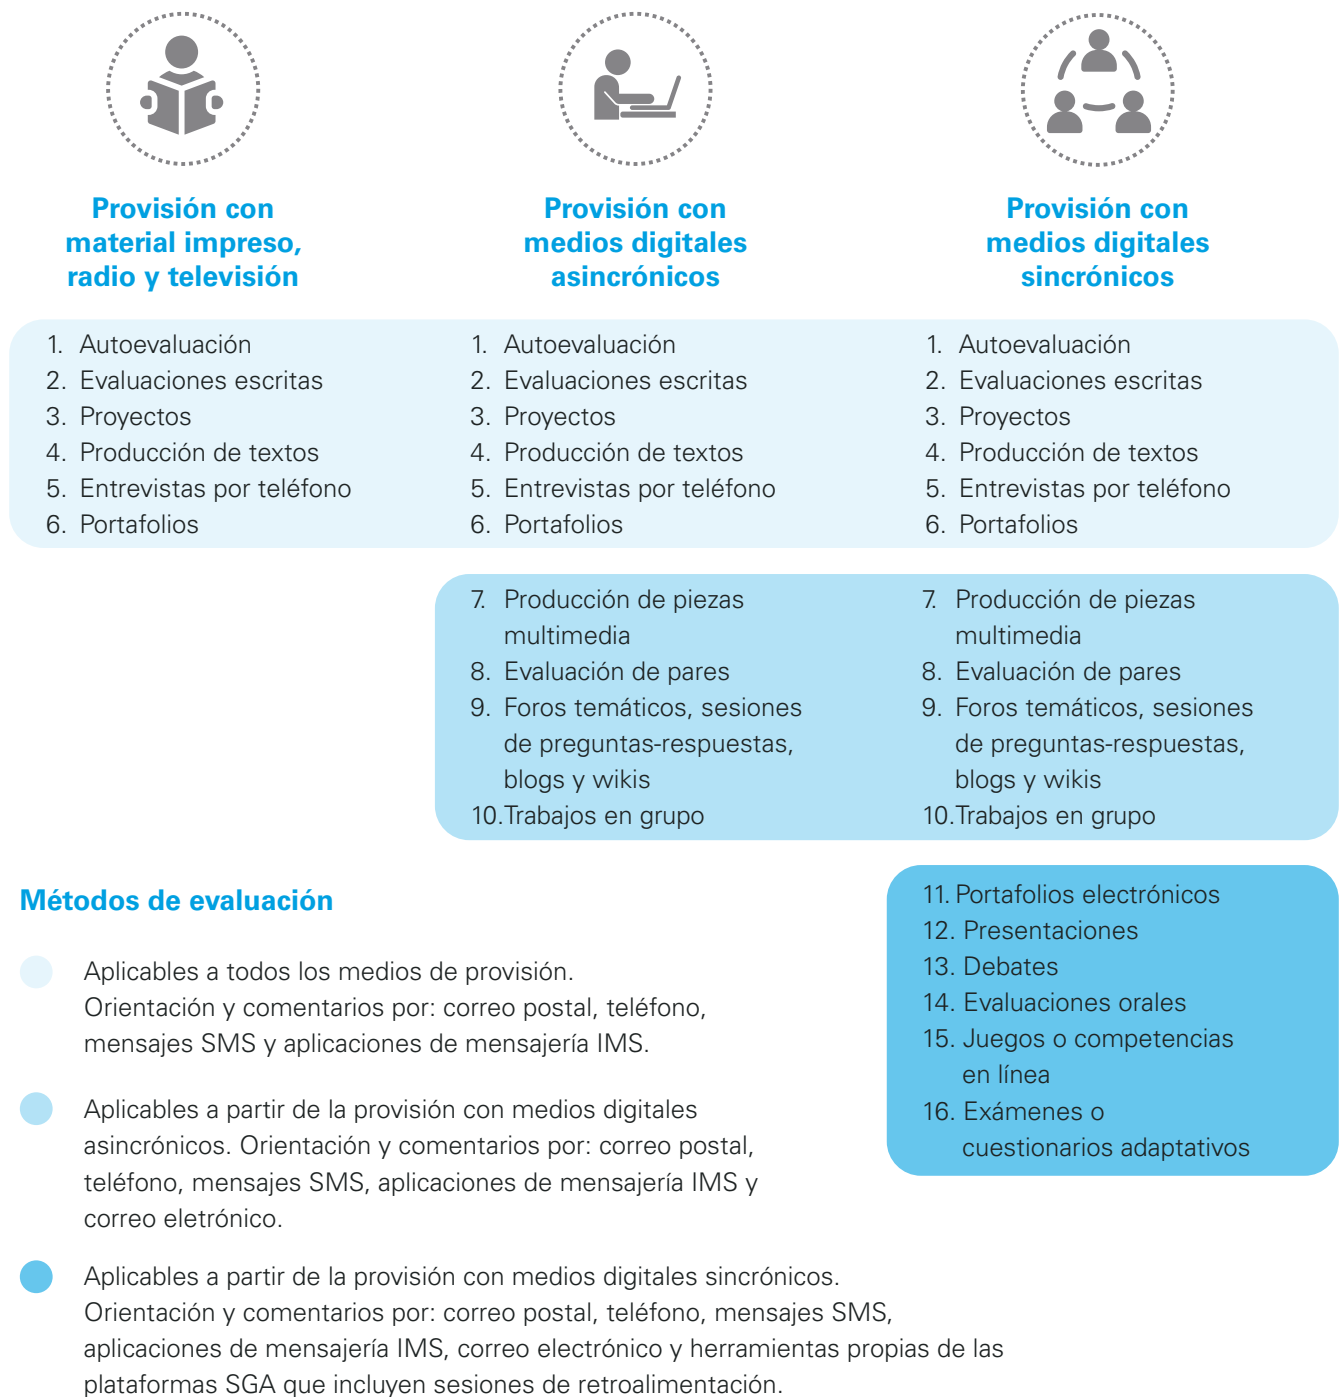 Provisión con
material impreso,
radio y televisión
Provisión con
medios digitales
asincrónicos
Provisión con
medios digitales
sincrónicos
1. Autoevaluación
2. Evaluaciones escritas
3. Proyectos
4. Producción de textos
5. Entrevistas por teléfono
6. Portafolios
1. Autoevaluación
2. Evaluaciones escritas
3. Proyectos
4. Producción de textos
5. Entrevistas por teléfono
6. Portafolios
1. Autoevaluación
2. Evaluaciones escritas
3. Proyectos
4. Producción de textos
5. Entrevistas por teléfono
6. Portafolios
7. Producción de piezas
multimedia
8. Evaluación de pares
9. Foros temáticos, sesiones
de preguntas-respuestas,
blogs y wikis
10.Trabajos en grupo
7. Producción de piezas
multimedia
8. Evaluación de pares
9. Foros temáticos, sesiones
de preguntas-respuestas,
blogs y wikis
10.Trabajos en grupo
11. Portafolios electrónicos
12. Presentaciones
13. Debates
14. Evaluaciones orales
15. Juegos o competencias
en línea
16. Exámenes o
cuestionarios adaptativos
Métodos de evaluación
Aplicables a todos los medios de provisión.
Orientación y comentarios por: correo postal, teléfono,
mensajes SMS y aplicaciones de mensajería IMS.
Aplicables a partir de la provisión con medios digitales
asincrónicos. Orientación y comentarios por: correo postal,
teléfono, mensajes SMS, aplicaciones de mensajería IMS y
correo eletrónico.
Aplicables a partir de la provisión con medios digitales sincrónicos.
Orientación y comentarios por: correo postal, teléfono, mensajes SMS,
aplicaciones de mensajería IMS, correo electrónico y herramientas propias de las
plataformas SGA que incluyen sesiones de retroalimentación.